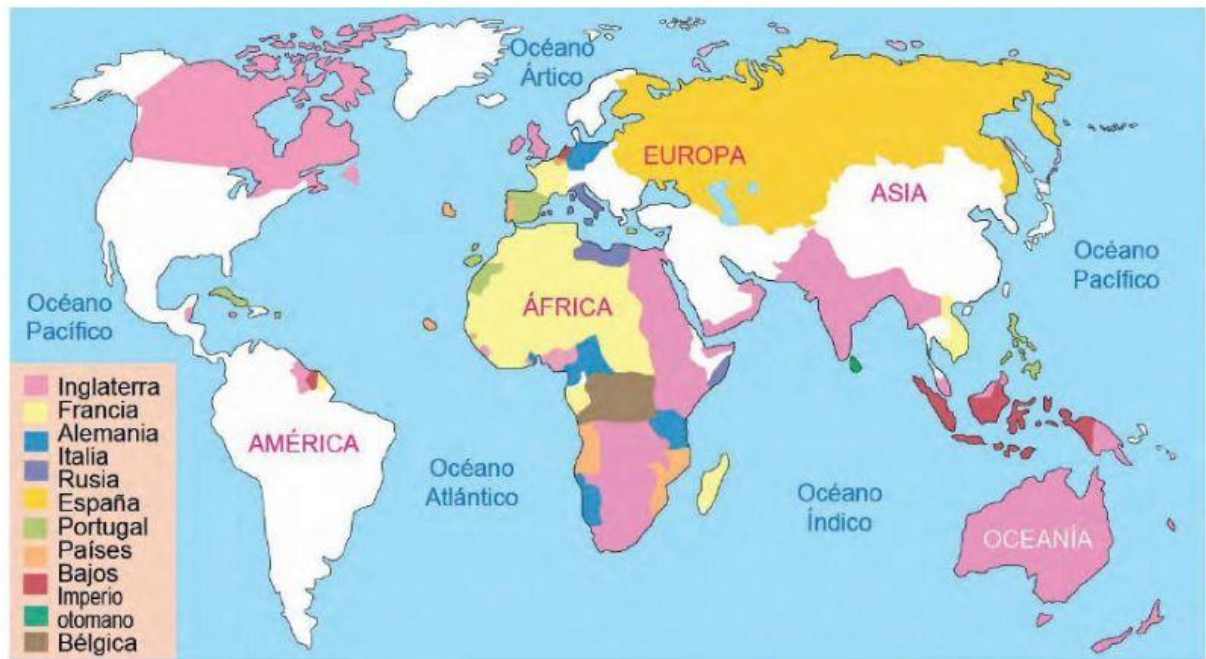 Océano
Ártico
EUROPA
ASIA
Océano
Pacífico
Océano
Pacífico
ÁFRICA
Inglaterra
Francia
Alemania
Italia
Rusia
España
Portugal
Países
Bajos
Imperio
otomano
Bélgica
AMÉRICA
Océano
Atlántico
Océano
Índico
OCEANÍA